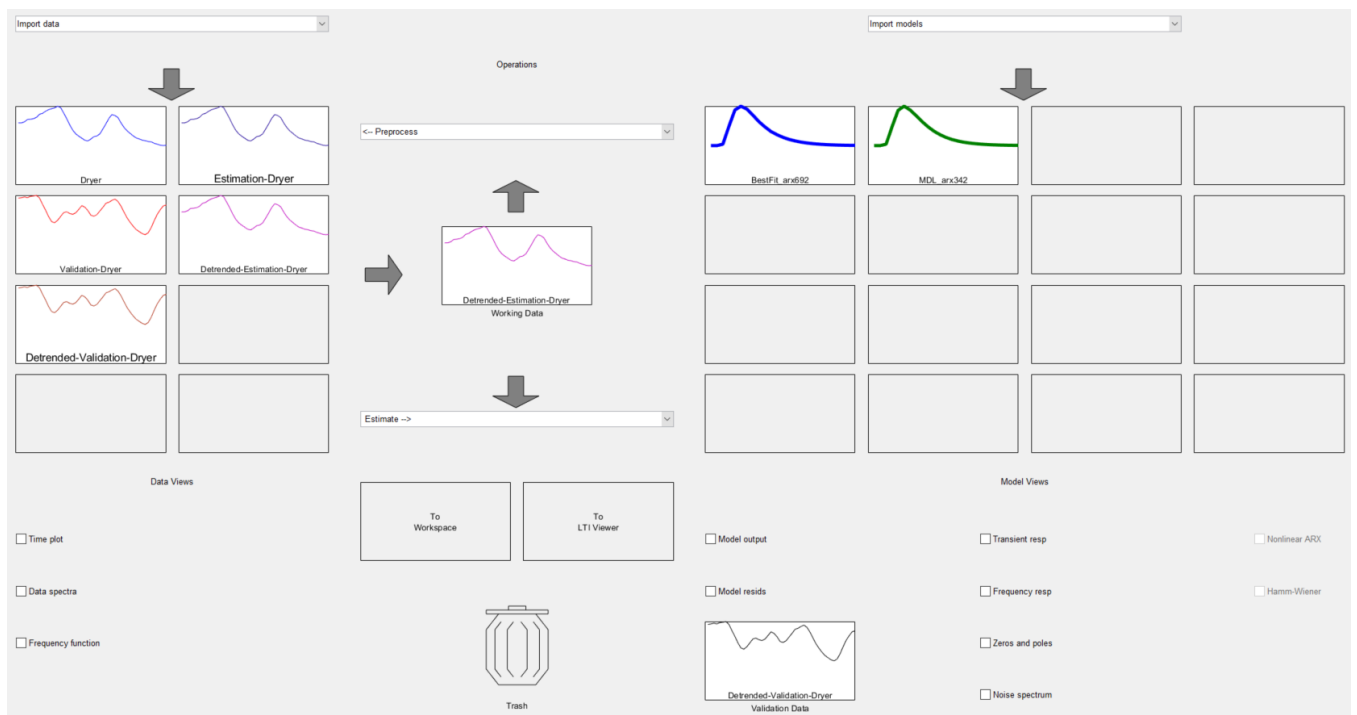 Import data
Import models
Operations
<-- Preprocess
Dryer
Estimation-Dryer
BestFit_arx692
MDL_arx342
Validation-Dryer
Detrended-Estimation-Dryer
Detrended-Estimation-Dryer
Working Data
Detrended-Validation-Dryer
Estimate -->
Data Views
Model Views
To
Workspace
To
LTI Viewer
Time plot
Model output
Transient resp
Nonlinear ARX
Data spectra
Model resids
Frequency resp
Hamm-Wiener
Frequency function
Zeros and poles
Detrended-Validation-Dryer
Validation Data
Noise spectrum
Trash